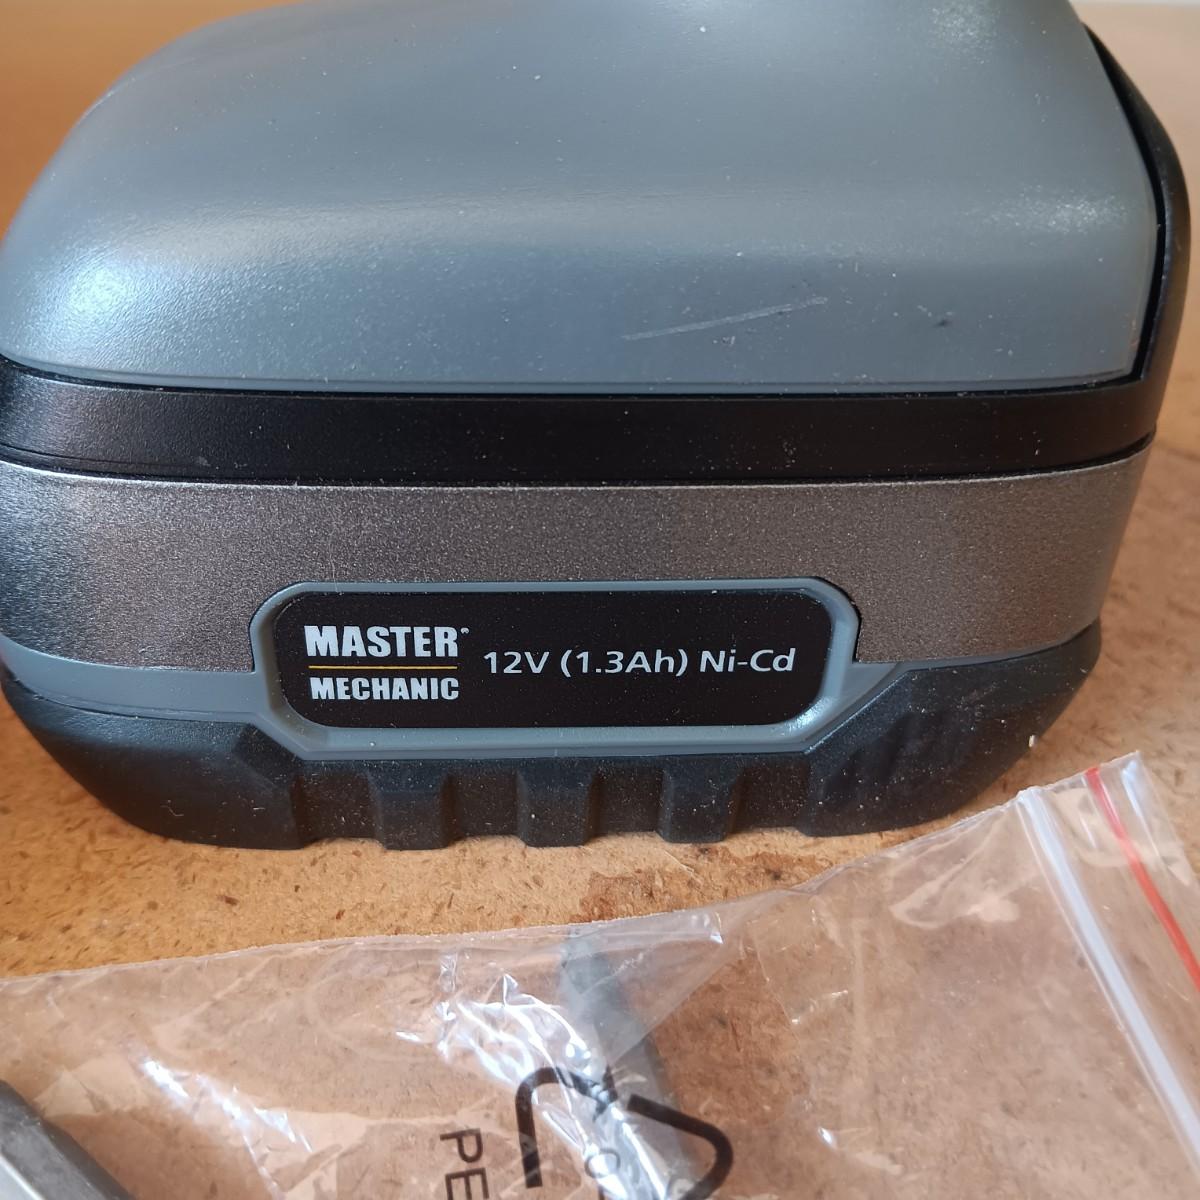 MASTER®
MECHANIC
12V (1.3Ah) Ni-Cd
PE